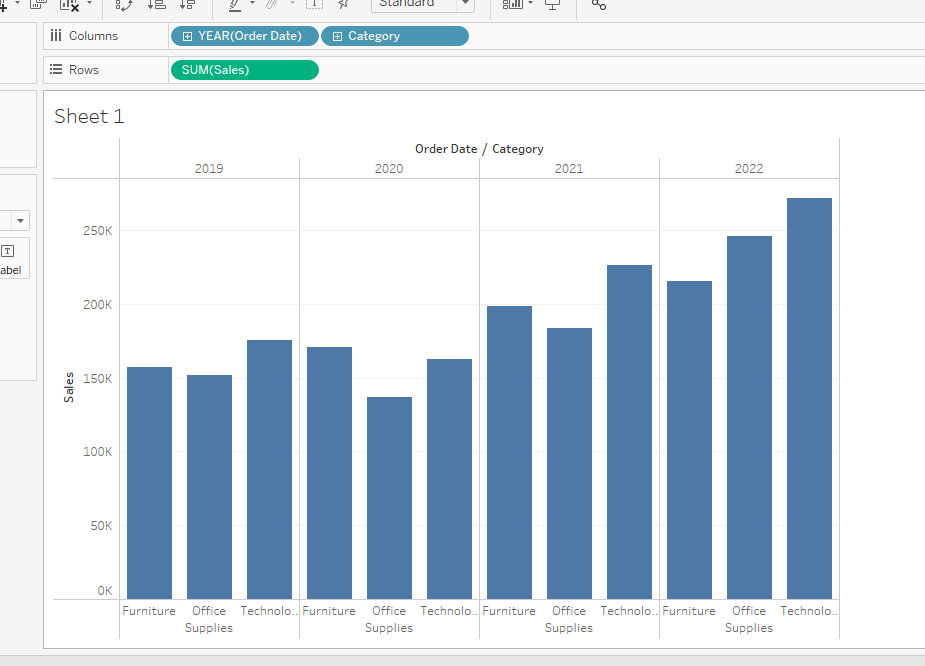 Standard
Columns
YEAR(Order Date)
Category
Rows
SUM(Sales)
Sheet 1
Order Date / Category
2019 2020 2021 2022
250K
200K
150K
100K
50K
0K
Sales
T
abel
Furniture Office Technolo.. Furniture Office Technolo.. Furniture Office Technolo.. Furniture Office Technolo..
Supplies Supplies Supplies Supplies